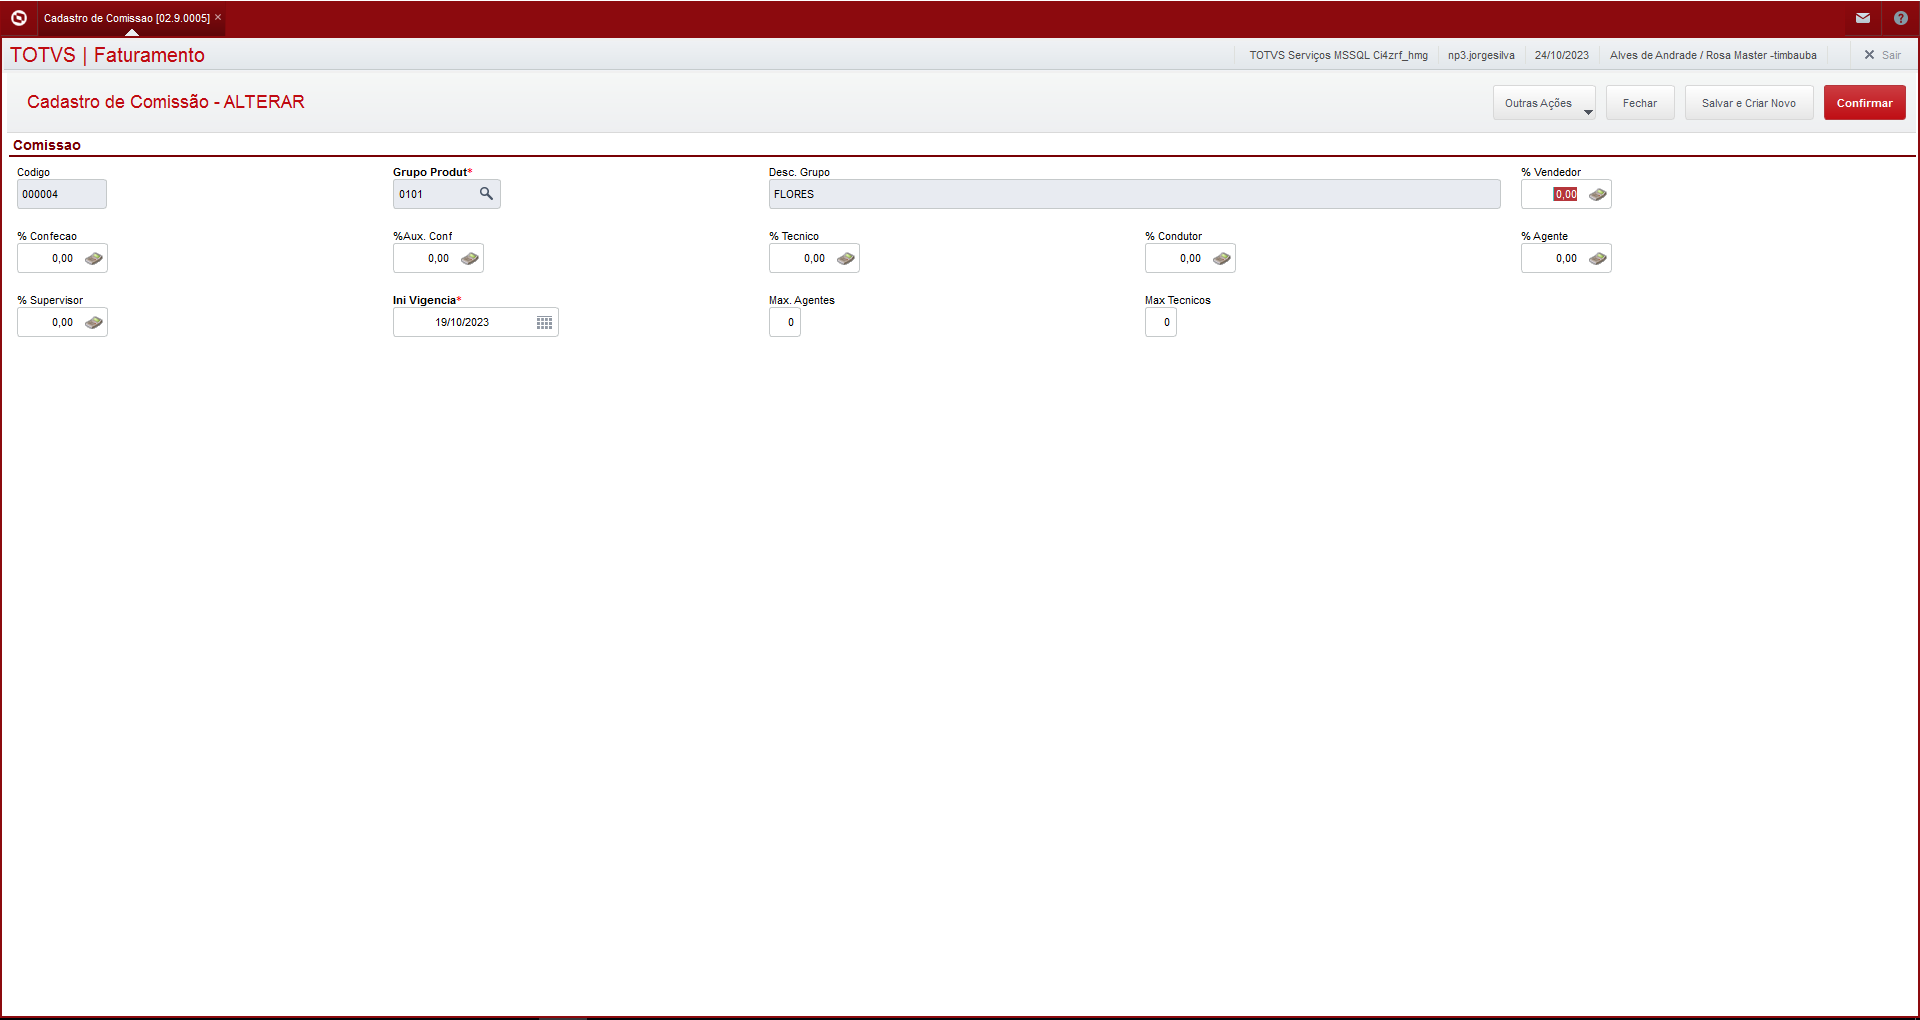 Cadastro de Comissao [02.9.0005] ×
TOTVS | Faturamento
TOTVS Serviços MSSQL Ci4zrf_hmg
np3.jorgesilva
24/10/2023
Alves de Andrade / Rosa Master -timbauba
Sair
Cadastro de Comissão - ALTERAR
Outras Ações
Fechar
Salvar e Criar Novo
Confirmar
Comissao
Codigo
Grupo Produt*
Desc. Grupo
% Vendedor
000004
0101
FLORES
0,00
% Confecao
%Aux. Conf
% Tecnico
% Condutor
% Agente
0,00
0,00
0,00
0,00
0,00
% Supervisor
Ini Vigencia*
Max. Agentes
Max Tecnicos
0,00
19/10/2023
0
0